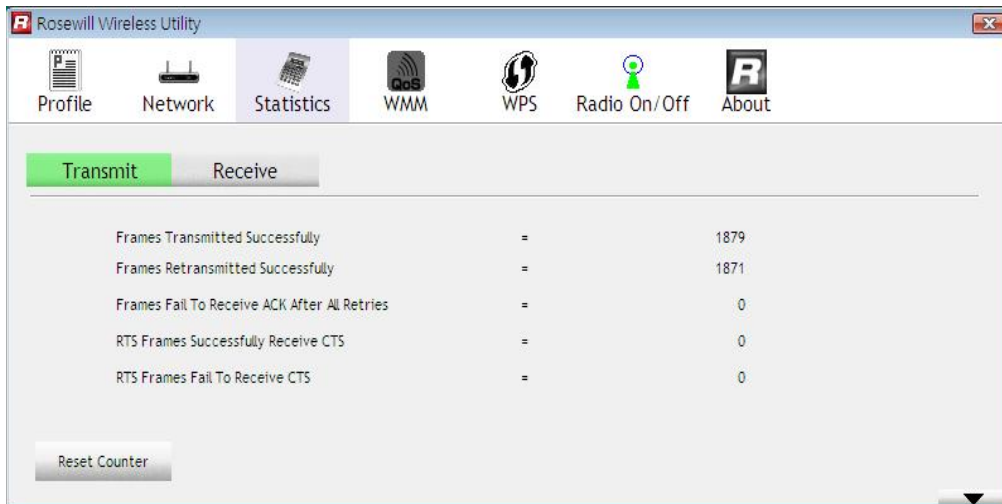 R Rosewill Wireless Utility
P
QoS
Profile Network Statistics WMM WPS Radio On/Off About
R
Transmit Receive
Frames Transmitted Successfully = 1879
Frames Retransmitted Successfully = 1871
Frames Fail To Receive ACK After All Retries = 0
RTS Frames Successfully Receive CTS = 0
RTS Frames Fail To Receive CTS = 0
Reset Counter